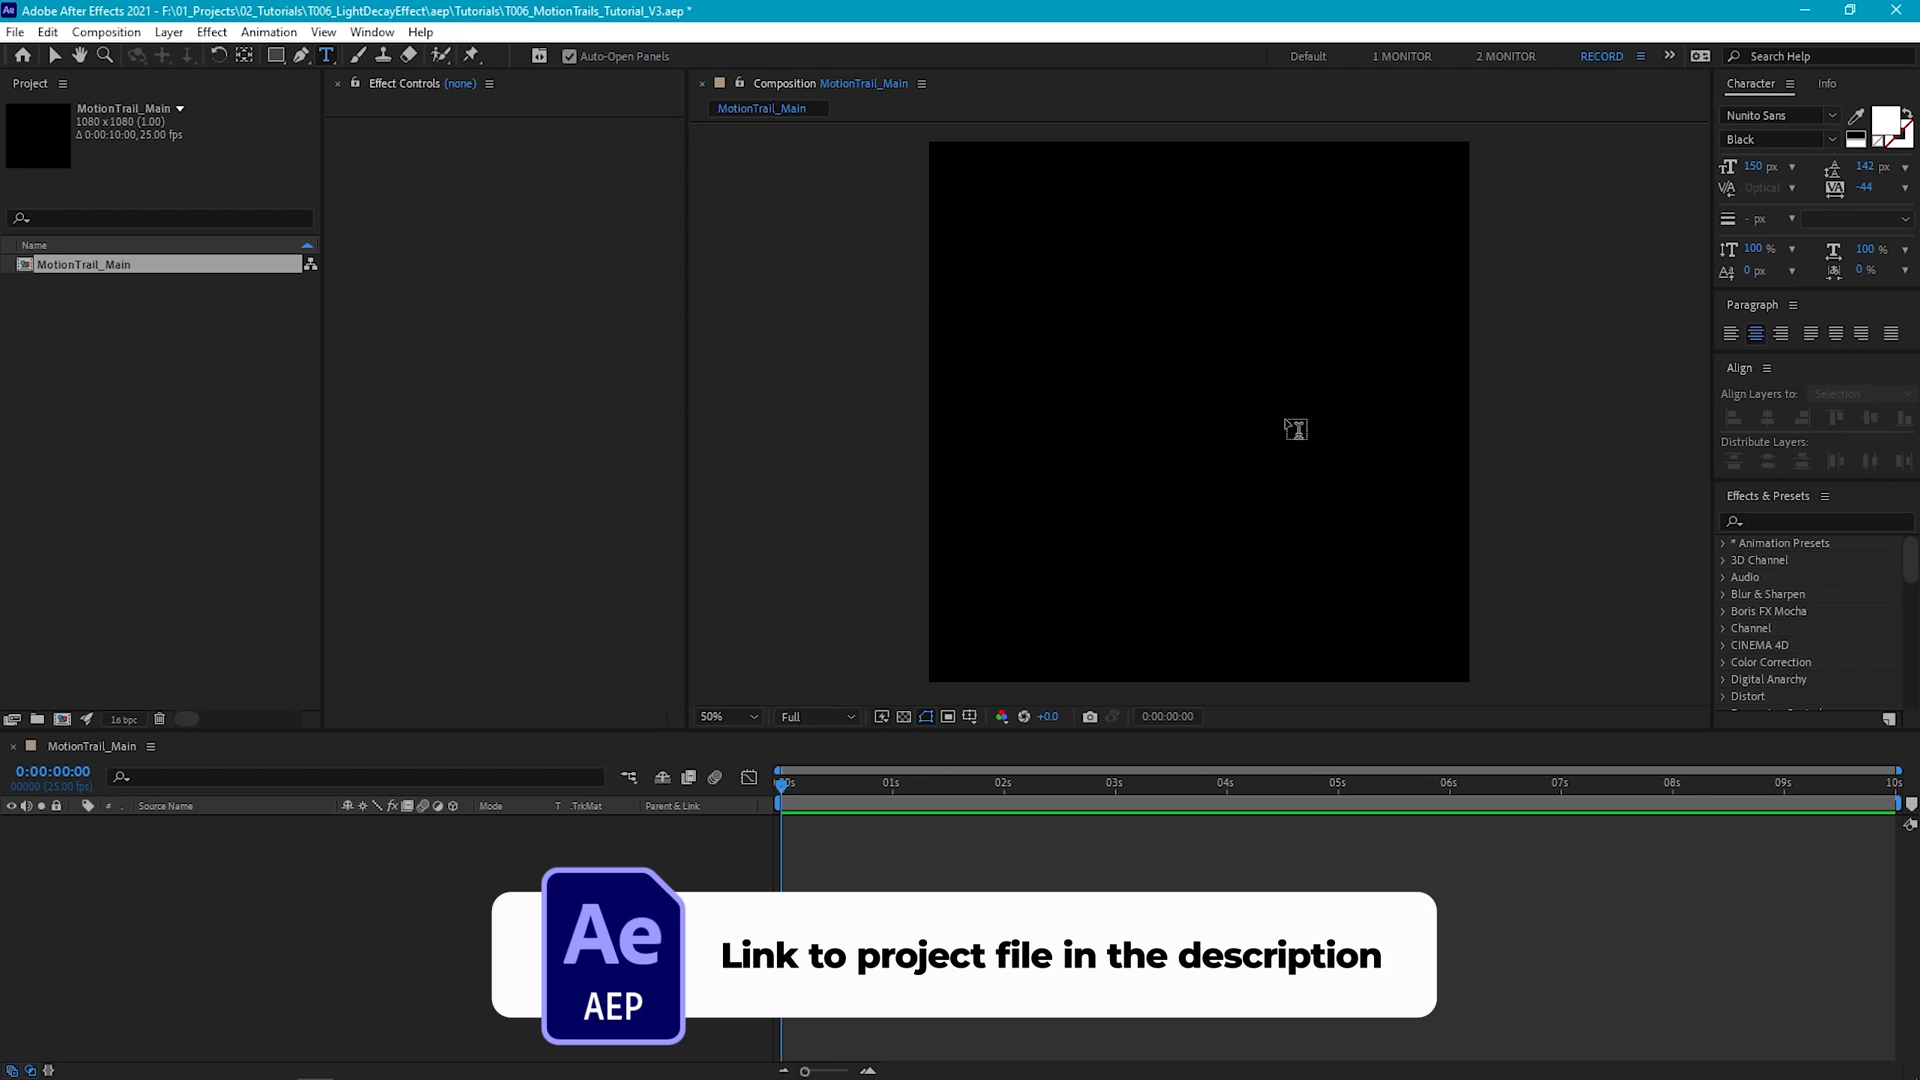 Adobe After Effects 2021 - F:\01_Projects\02_Tutorials\T006_LightDecayEffect\aep\Tutorials\T006_MotionTrails_Tutorial_V3.aep *
File Edit Composition Layer Effect Animation View Window Help
Auto-Open Panels
Default 1 MONITOR 2 MONITOR RECORD
Search Help
Project
Effect Controls (none)
Composition MotionTrail_Main
Character Info
MotionTrail_Main
1080 x 1080 (1.00)
Δ 0:00:10:00, 25.00 fps
MotionTrail_Main
Nunito Sans
Black
150 px 142 px
Optical -44
- px
100 % 100 %
0 px 0 %
Name
MotionTrail_Main
Paragraph
Align
Align Layers to: Selection
Distribute Layers:
Effects & Presets
* Animation Presets
3D Channel
Audio
Blur & Sharpen
Boris FX Mocha
Channel
CINEMA 4D
Color Correction
Digital Anarchy
Distort
16 bpc
50% Full +0.0 0:00:00:00
MotionTrail_Main
0:00:00:00
00000 (25.00 fps)
01s 02s 03s 04s 05s 06s 07s 08s 09s 10s
# Source Name Mode T .TrkMat Parent & Link
Ae
AEP
Link to project file in the description